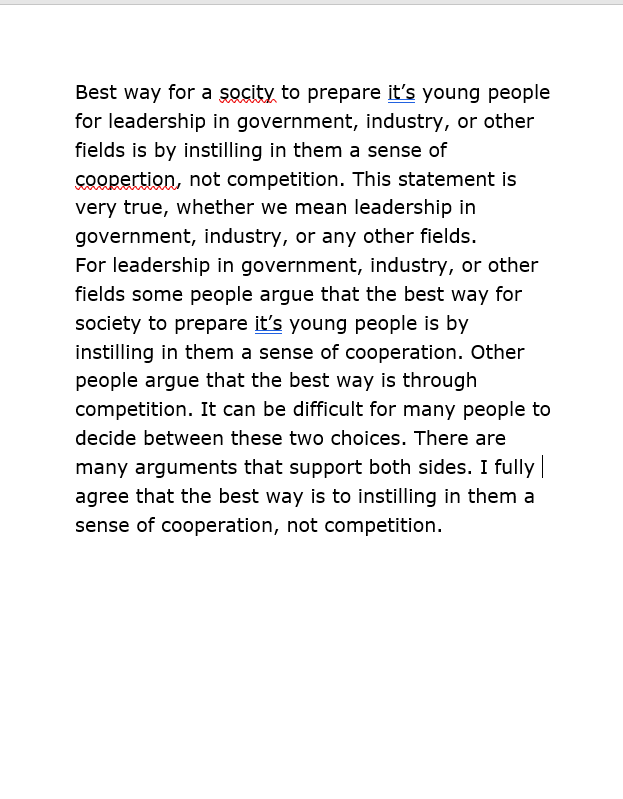 Best way for a socity to prepare it’s young people
for leadership in government, industry, or other
fields is by instilling in them a sense of
coopertion, not competition. This statement is
very true, whether we mean leadership in
government, industry, or any other fields.
For leadership in government, industry, or other
fields some people argue that the best way for
society to prepare it’s young people is by
instilling in them a sense of cooperation. Other
people argue that the best way is through
competition. It can be difficult for many people to
decide between these two choices. There are
many arguments that support both sides. I fully
agree that the best way is to instilling in them a
sense of cooperation, not competition.